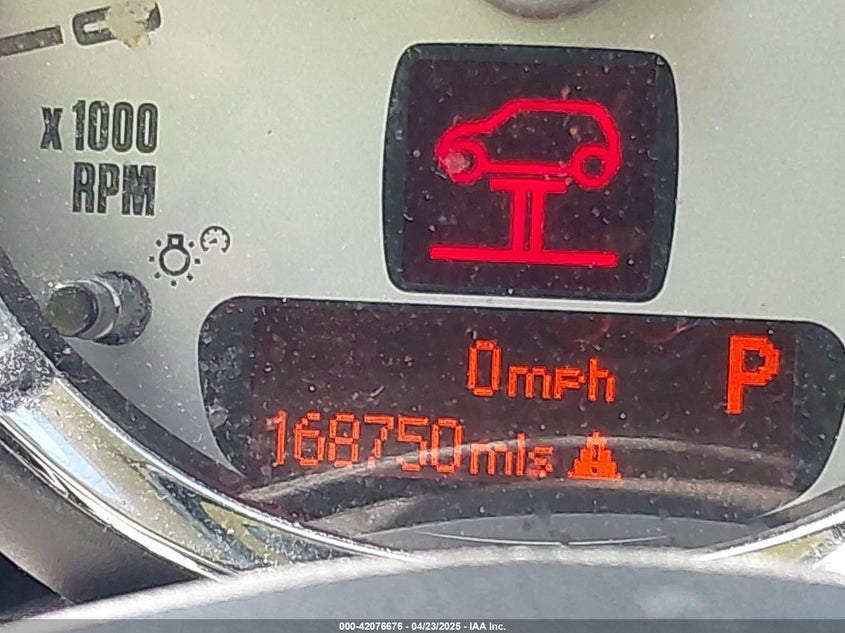 X 1000
RPM
0mph
P
168750mls
000-42076676 - 04/23/2025 - IAA Inc.